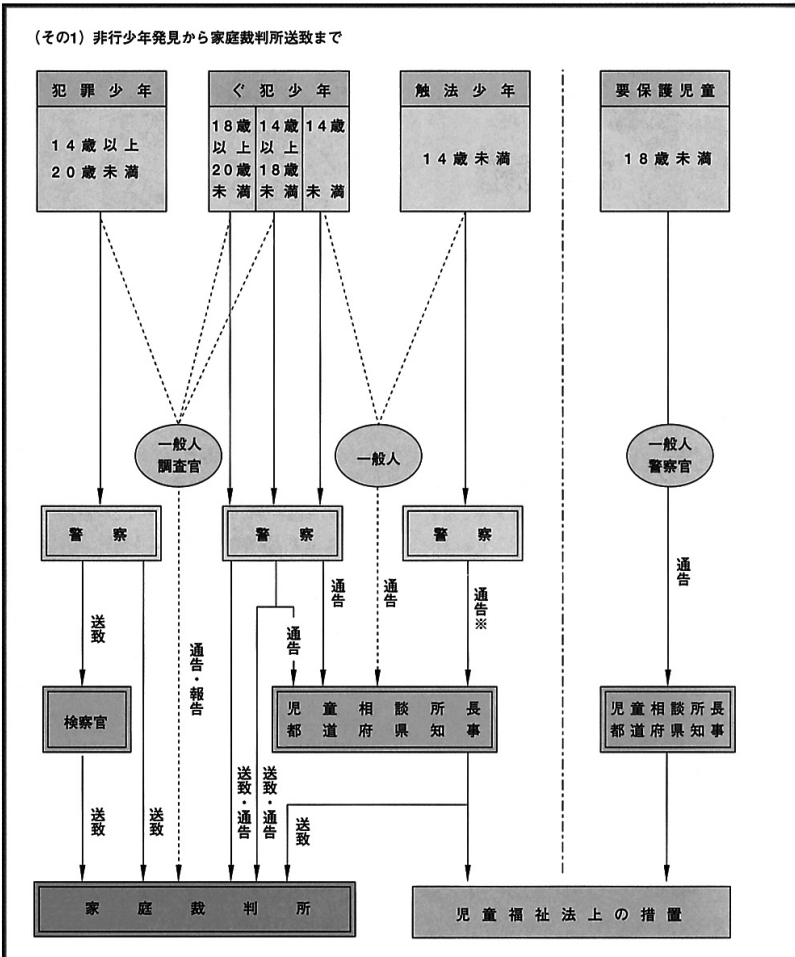 （その1）非行少年発見から家庭裁判所送致まで
犯罪少年
14歳以上
20歳未満
ぐ犯少年
18歳
以上
20歳
未満
14歳
以上
18歳
未満
14歳
未満
触法少年
14歳未満
要保護児童
18歳未満
一般人
調査官
一般人
一般人
警察官
警察
警察
警察
送致
通告・報告
通告
通告
通告
通告※
通告
検察官
児童相談所長
都道府県知事
児童相談所長
都道府県知事
送致
送致
送致・通告
送致・通告
送致
家庭裁判所
児童福祉法上の措置